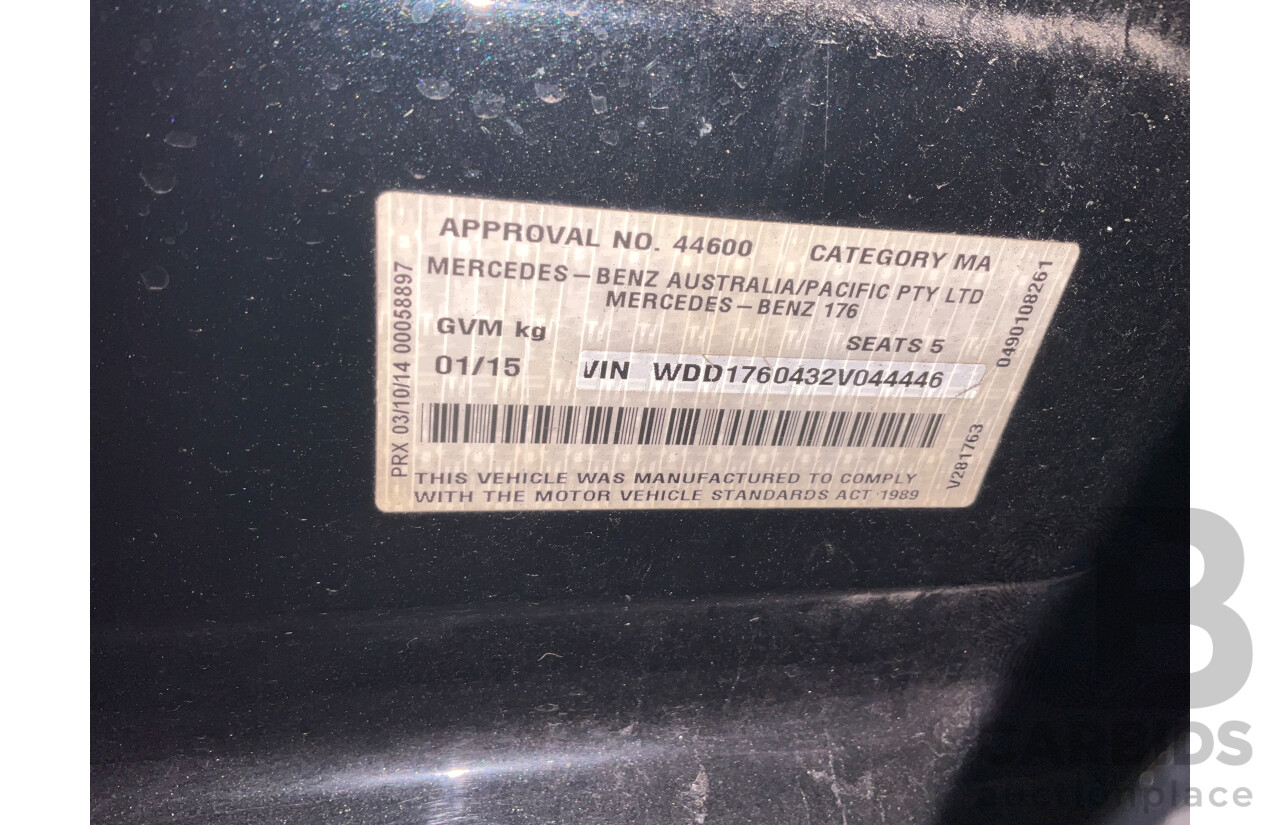 APPROVAL NO. 44600 CATEGORY MA
MERCEDES-BENZ AUSTRALIA/PACIFIC PTY LTD
MERCEDES-BENZ 176
GVM kg SEATS 5
01/15 VIN WDD1760432V044446
THIS VEHICLE WAS MANUFACTURED TO COMPLY
WITH THE MOTOR VEHICLE STANDARDS ACT 1989
PRX 03/10/14 00058897
0490108261
V281763
B
CARBIDS
auctionplace